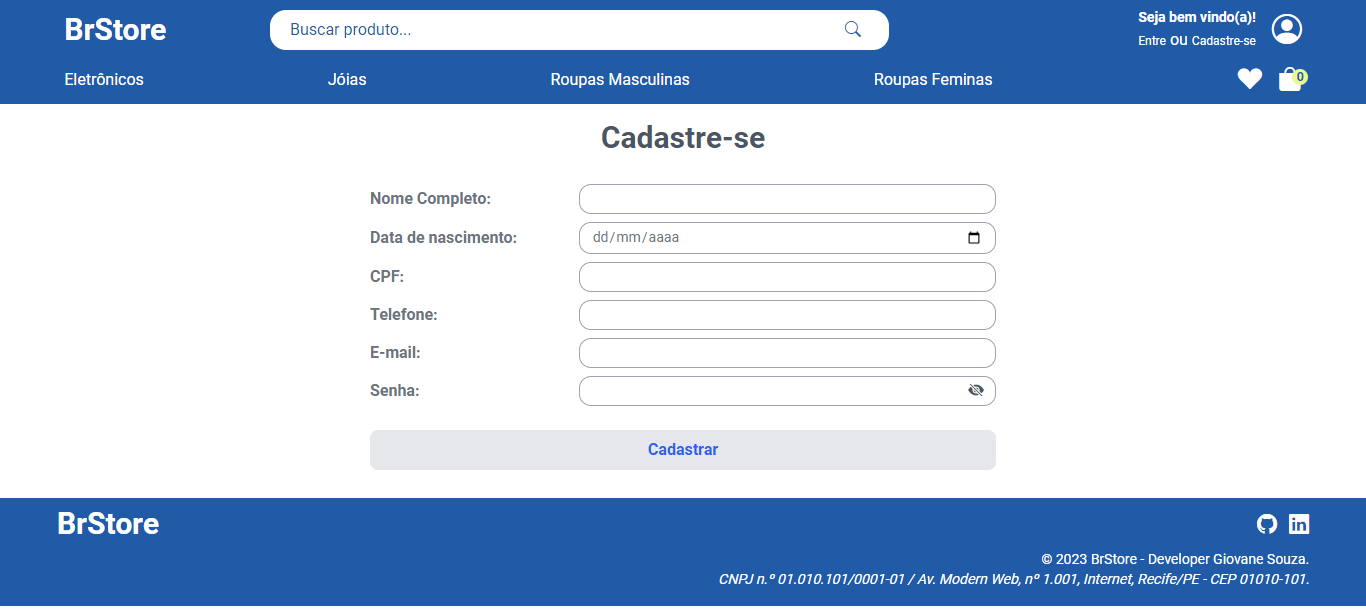 BrStore
Buscar produto...
Seja bem vindo(a)!
Entre ou Cadastre-se
Eletrônicos
Jóias
Roupas Masculinas
Roupas Feminas
0
Cadastre-se
Nome Completo:
Data de nascimento:
dd/mm/aaaa
CPF:
Telefone:
E-mail:
Senha:
Cadastrar
BrStore
in
© 2023 BrStore - Developer Giovane Souza.
CNPJ n.º 01.010.101/0001-01 / Av. Modern Web, nº 1.001, Internet, Recife/PE - CEP 01010-101.